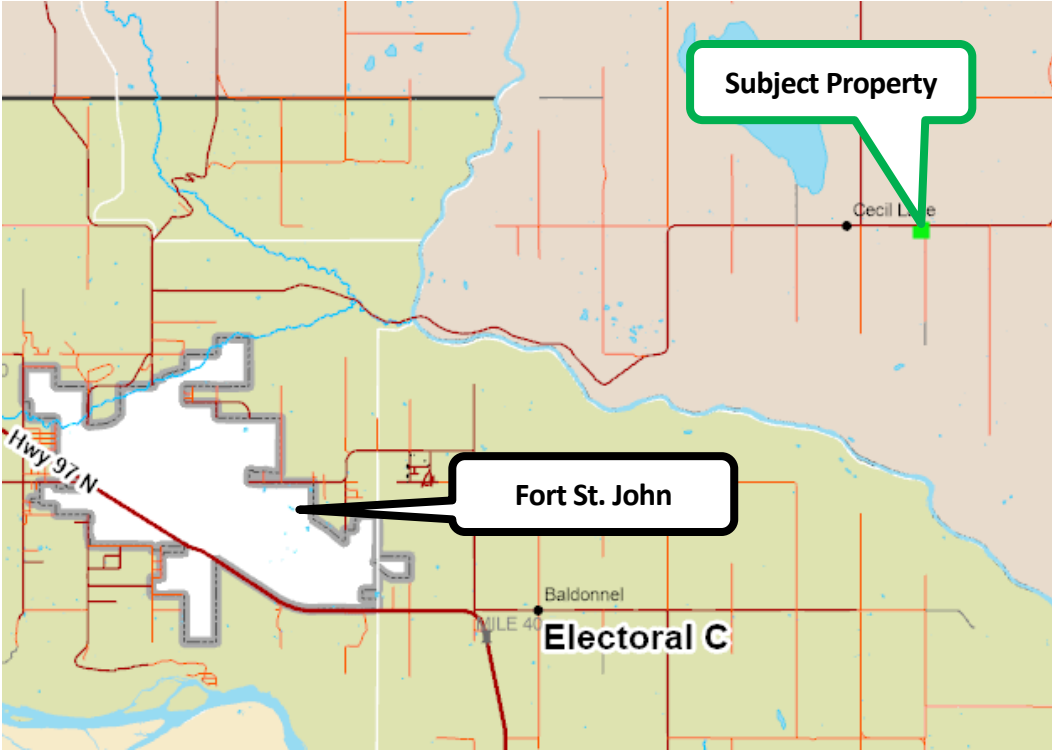 Subject Property
Cecil Lake
Hwy 97 N
Fort St. John
Baldonnel
MILE 40
Electoral C